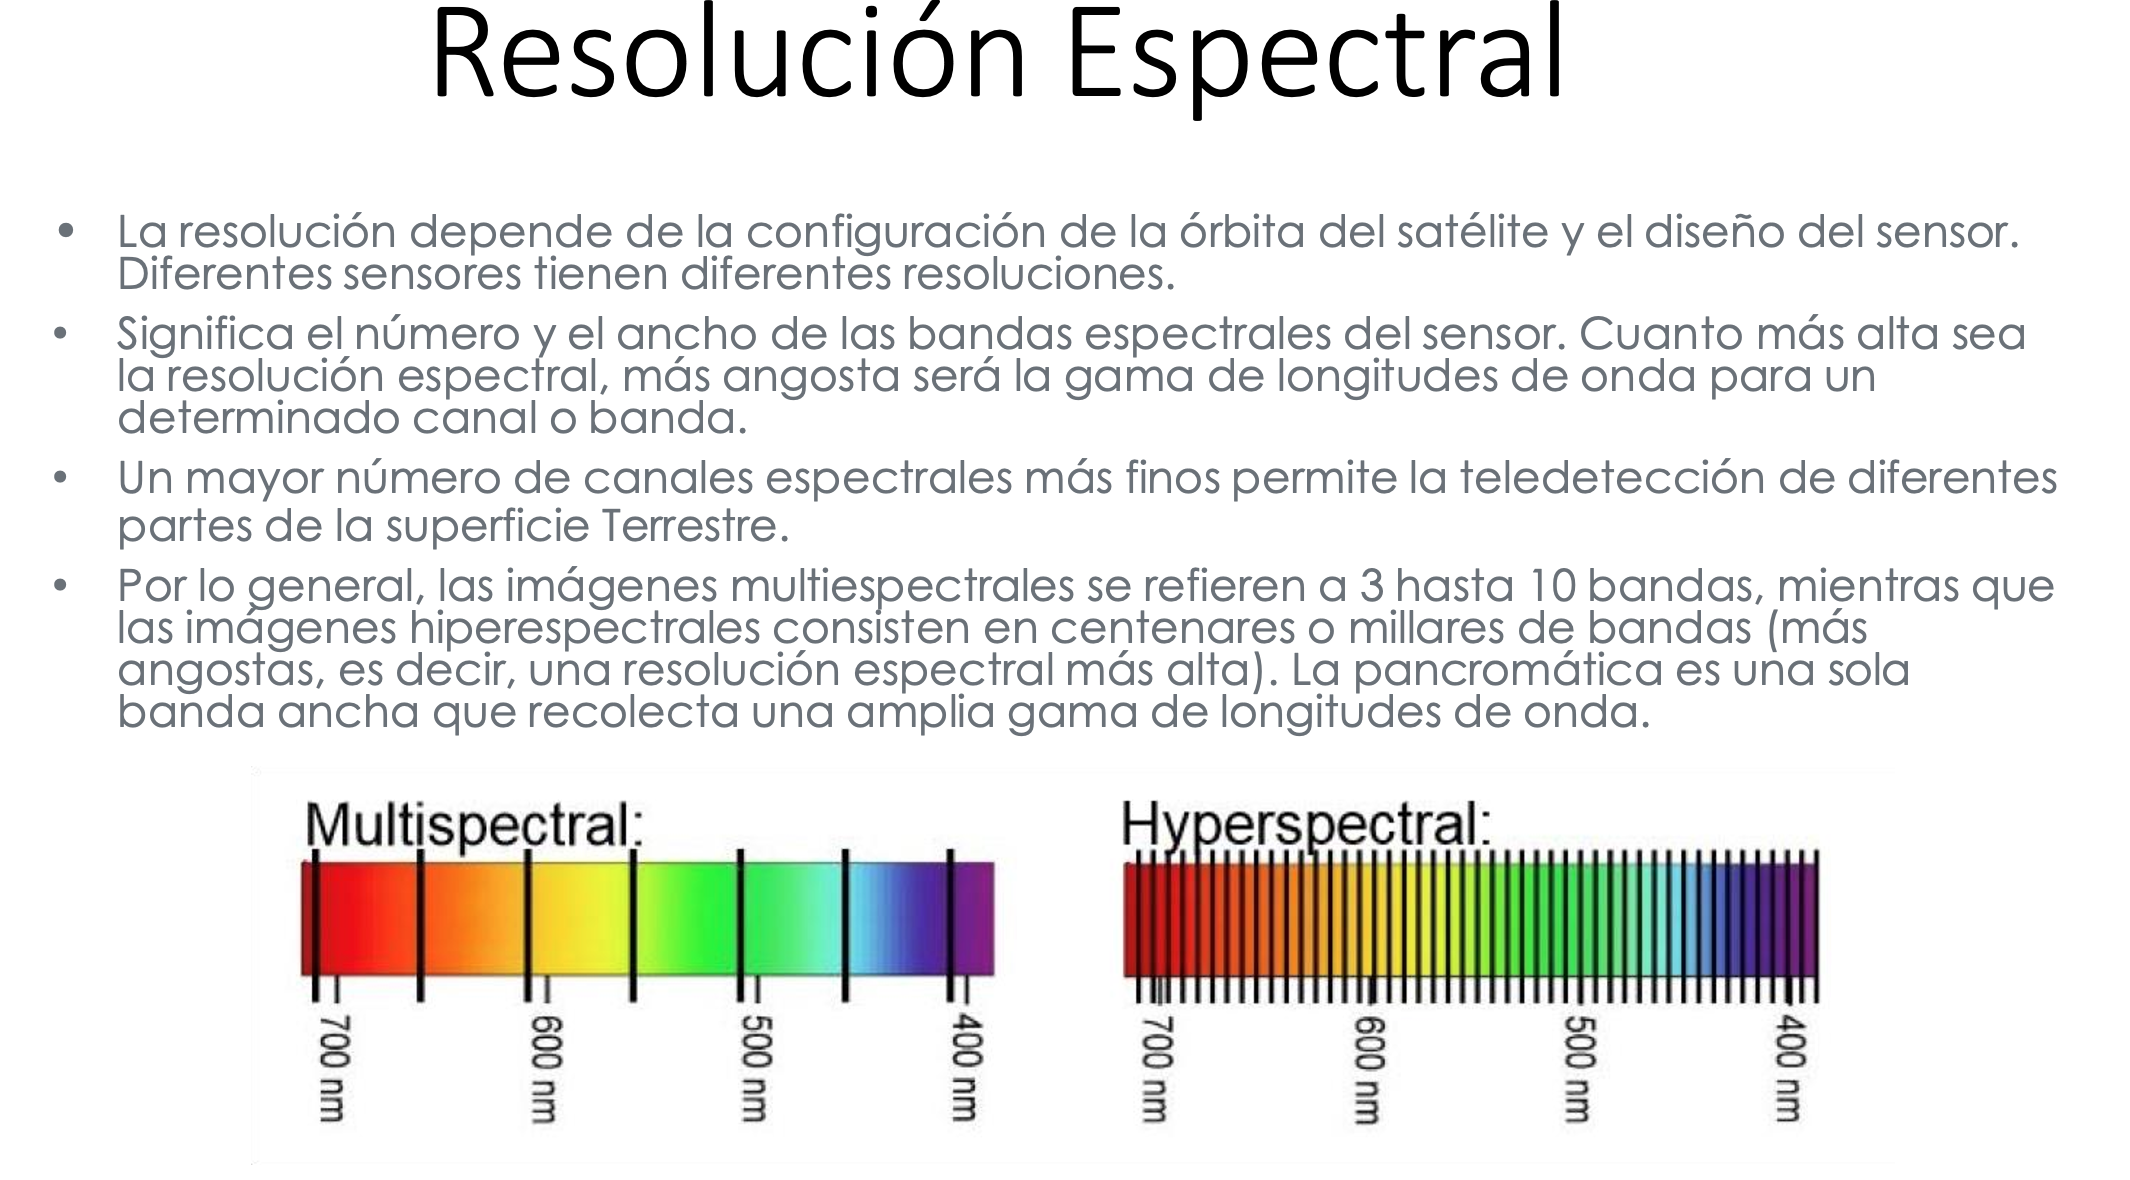 Resolución Espectral
• La resolución depende de la configuración de la órbita del satélite y el diseño del sensor.
Diferentes sensores tienen diferentes resoluciones.
• Significa el número y el ancho de las bandas espectrales del sensor. Cuanto más alta sea
la resolución espectral, más angosta será la gama de longitudes de onda para un
determinado canal o banda.
• Un mayor número de canales espectrales más finos permite la teledetección de diferentes
partes de la superficie Terrestre.
• Por lo general, las imágenes multiespectrales se refieren a 3 hasta 10 bandas, mientras que
las imágenes hiperespectrales consisten en centenares o millares de bandas (más
angostas, es decir, una resolución espectral más alta). La pancromática es una sola
banda ancha que recolecta una amplia gama de longitudes de onda.
Multispectral:
700 nm
600 nm
500 nm
400 nm
Hyperspectral:
700 nm
600 nm
500 nm
400 nm